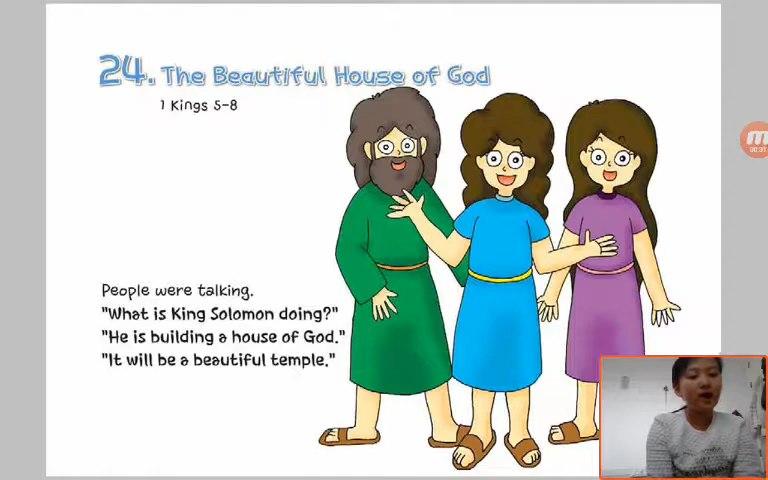 24. The Beautiful House of God
1 Kings 5-8
People were talking.
"What is King Solomon doing?"
"He is building a house of God."
"It will be a beautiful temple."